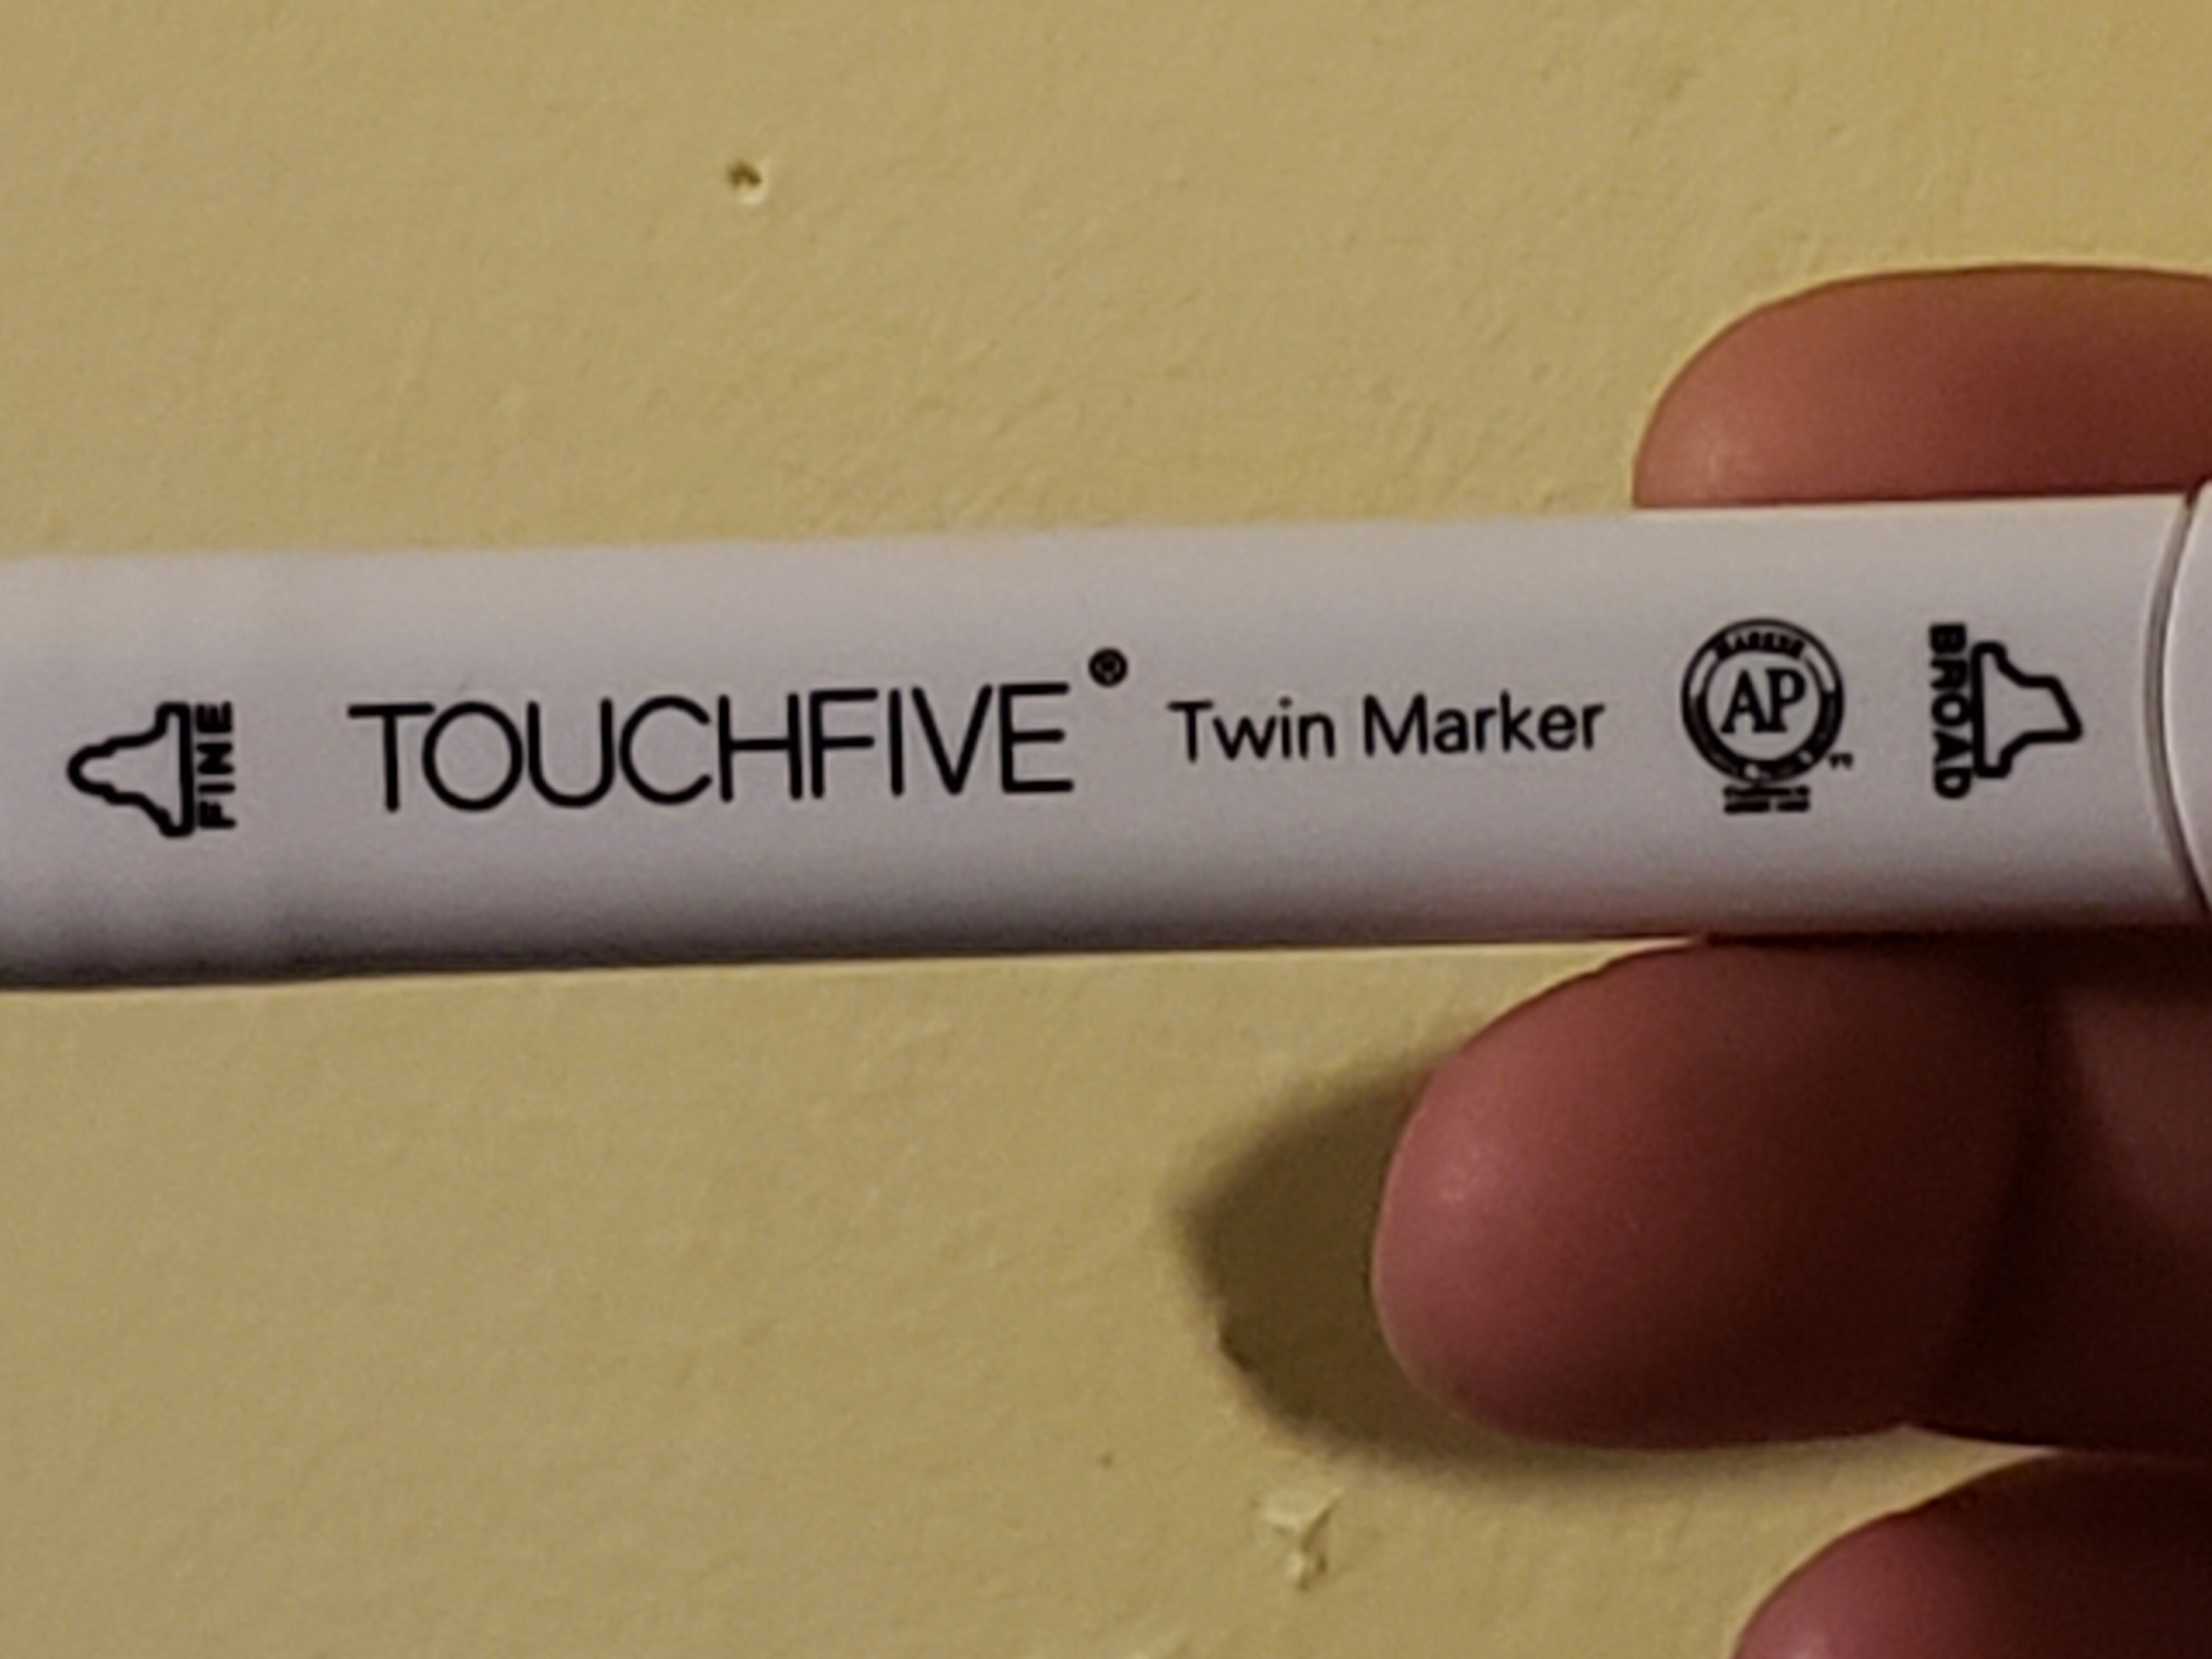 FINE
TOUCHFIVE® Twin Marker
AP
BROAD